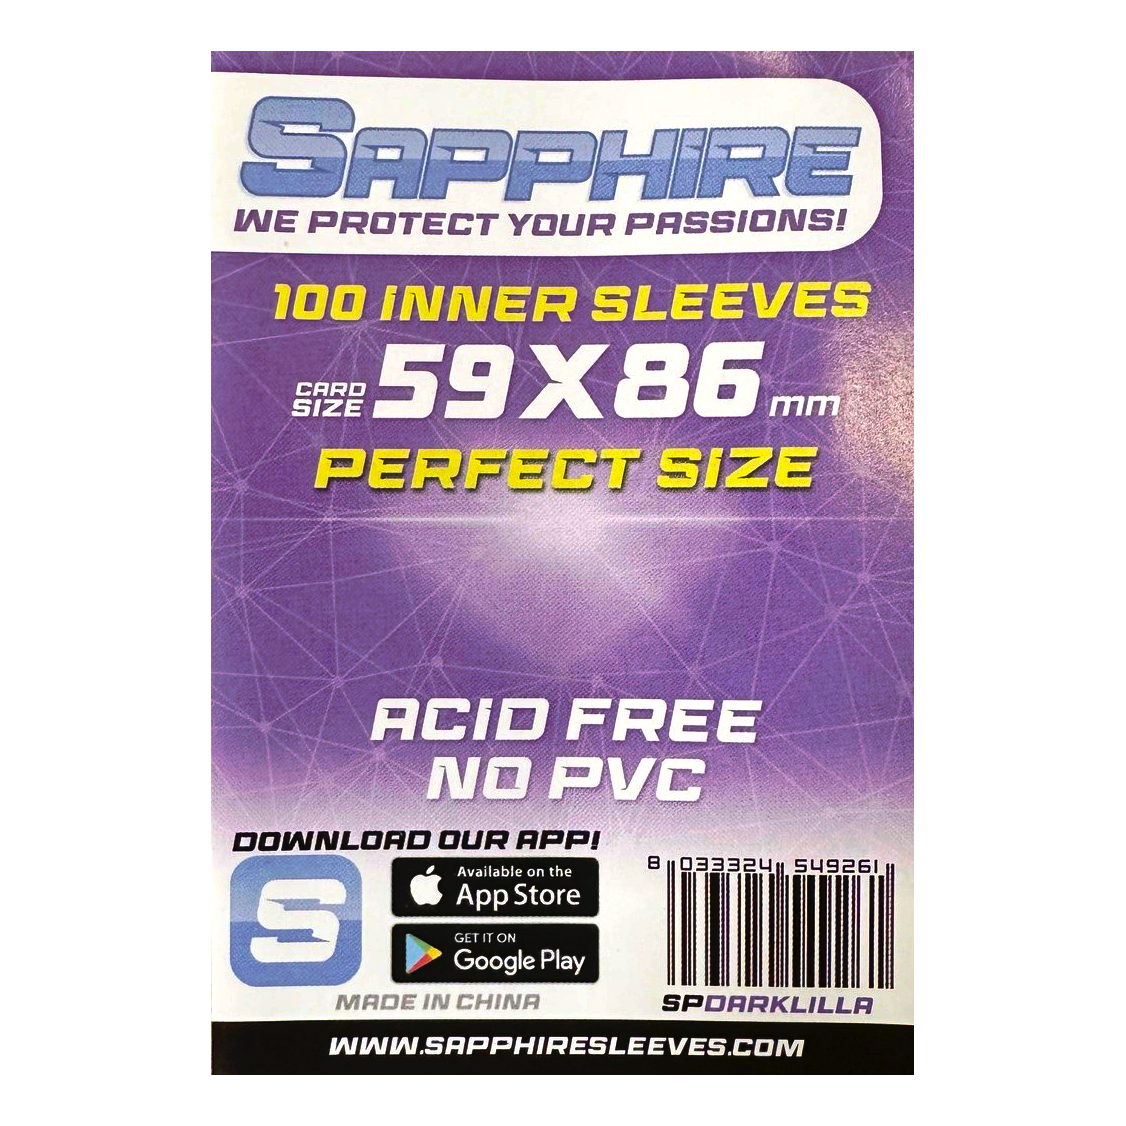 SAPPHIRE
WE PROTECT YOUR PASSIONS!
100 INNER SLEEVES
CARD SIZE 59X86 mm
PERFECT SIZE
ACID FREE
NO PVC
DOWNLOAD OUR APP!
S
Available on the
App Store
GET IT ON
Google Play
MADE IN CHINA
8 033324 549261
SPDARKLILLA
WWW.SAPPHIRESLEEVES.COM